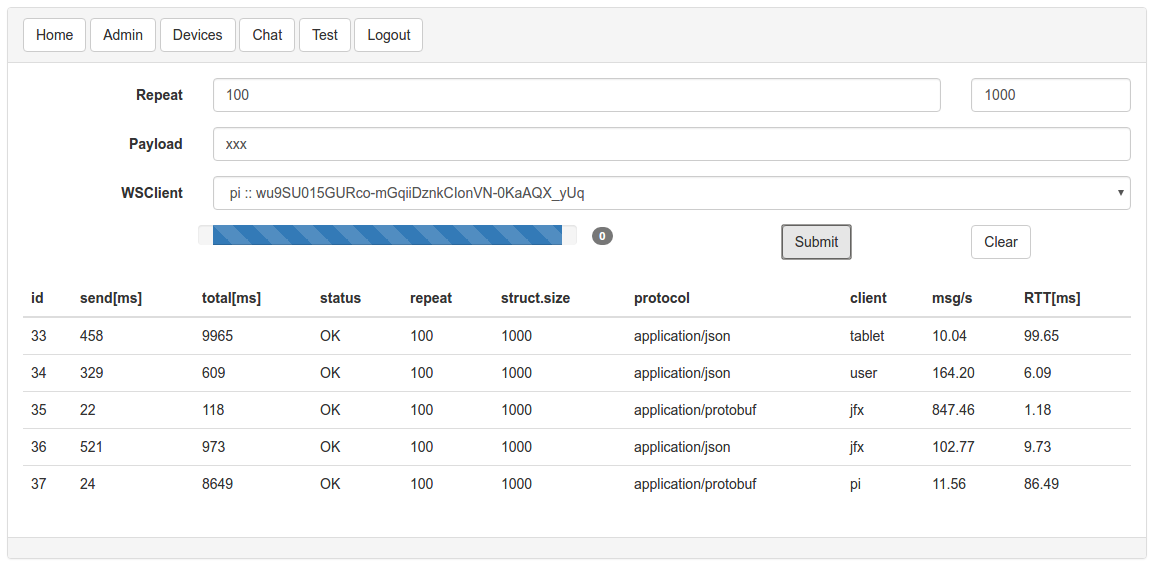 Home Admin Devices Chat Test Logout
Repeat 100 1000
Payload xxx
WSClient pi :: wu9SU015GURco-mGqiiDznkClonVN-0KaAQX_yUq
0 Submit Clear
id send[ms] total[ms] status repeat struct.size protocol client msg/s RTT[ms]
33 458 9965 OK 100 1000 application/json tablet 10.04 99.65
34 329 609 OK 100 1000 application/json user 164.20 6.09
35 22 118 OK 100 1000 application/protobuf jfx 847.46 1.18
36 521 973 OK 100 1000 application/json jfx 102.77 9.73
37 24 8649 OK 100 1000 application/protobuf pi 11.56 86.49